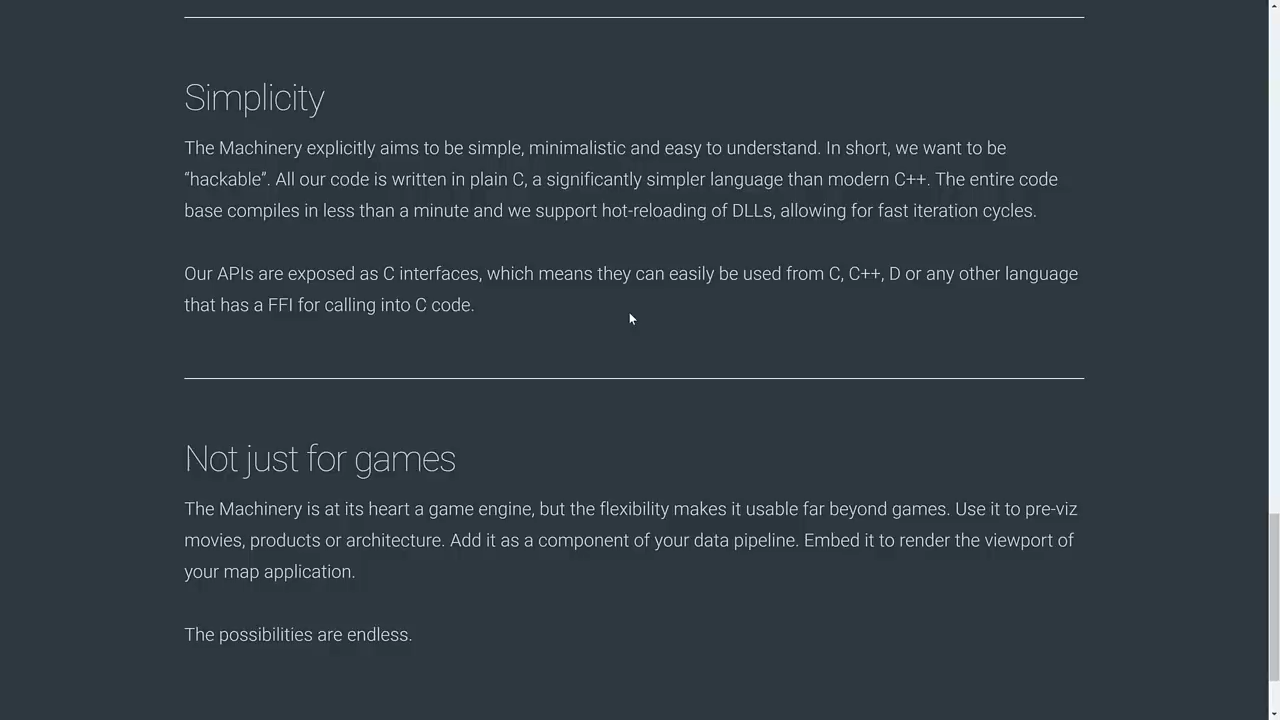 Simplicity
The Machinery explicitly aims to be simple, minimalistic and easy to understand. In short, we want to be
“hackable”. All our code is written in plain C, a significantly simpler language than modern C++. The entire code
base compiles in less than a minute and we support hot-reloading of DLLs, allowing for fast iteration cycles.
Our APIs are exposed as C interfaces, which means they can easily be used from C, C++, D or any other language
that has a FFI for calling into C code.
Not just for games
The Machinery is at its heart a game engine, but the flexibility makes it usable far beyond games. Use it to pre-viz
movies, products or architecture. Add it as a component of your data pipeline. Embed it to render the viewport of
your map application.
The possibilities are endless.